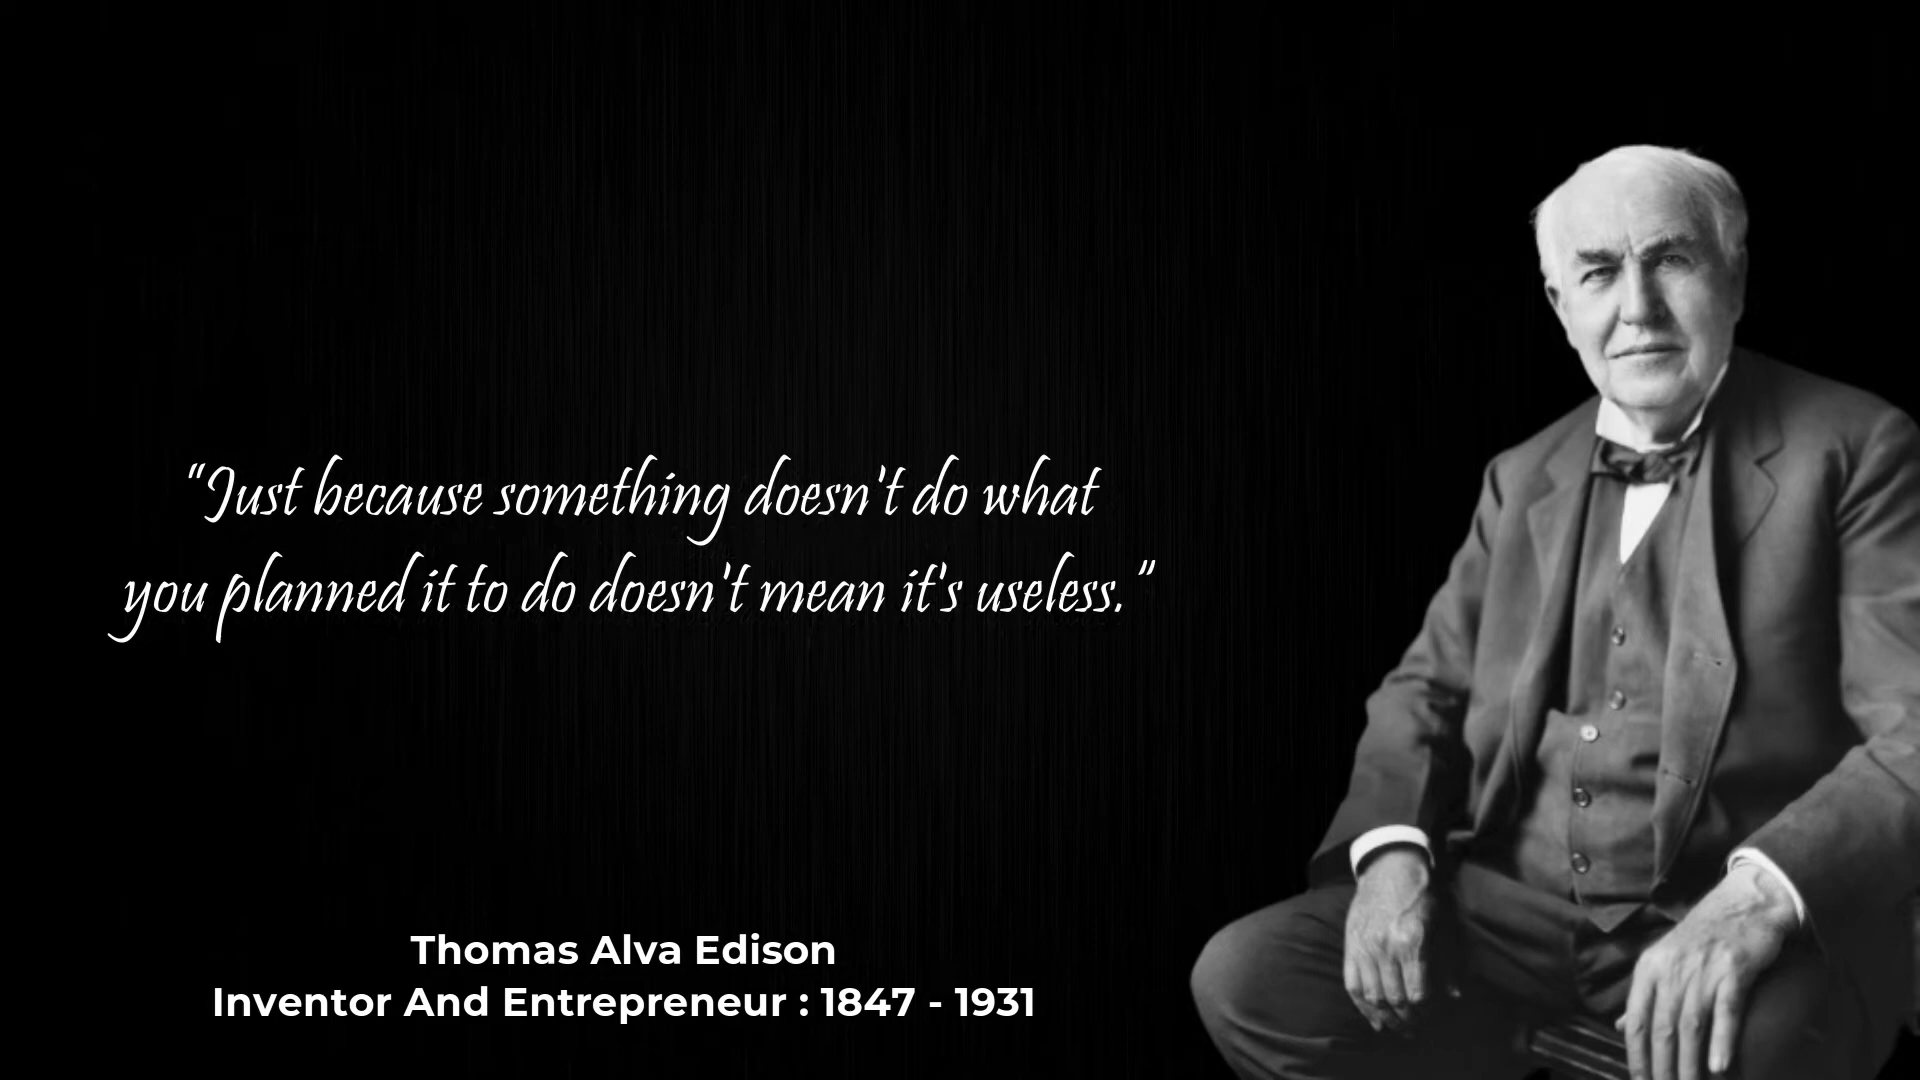 “Just because something doesn't do what
you planned it to do doesn't mean it's useless.”
Thomas Alva Edison
Inventor And Entrepreneur : 1847 - 1931